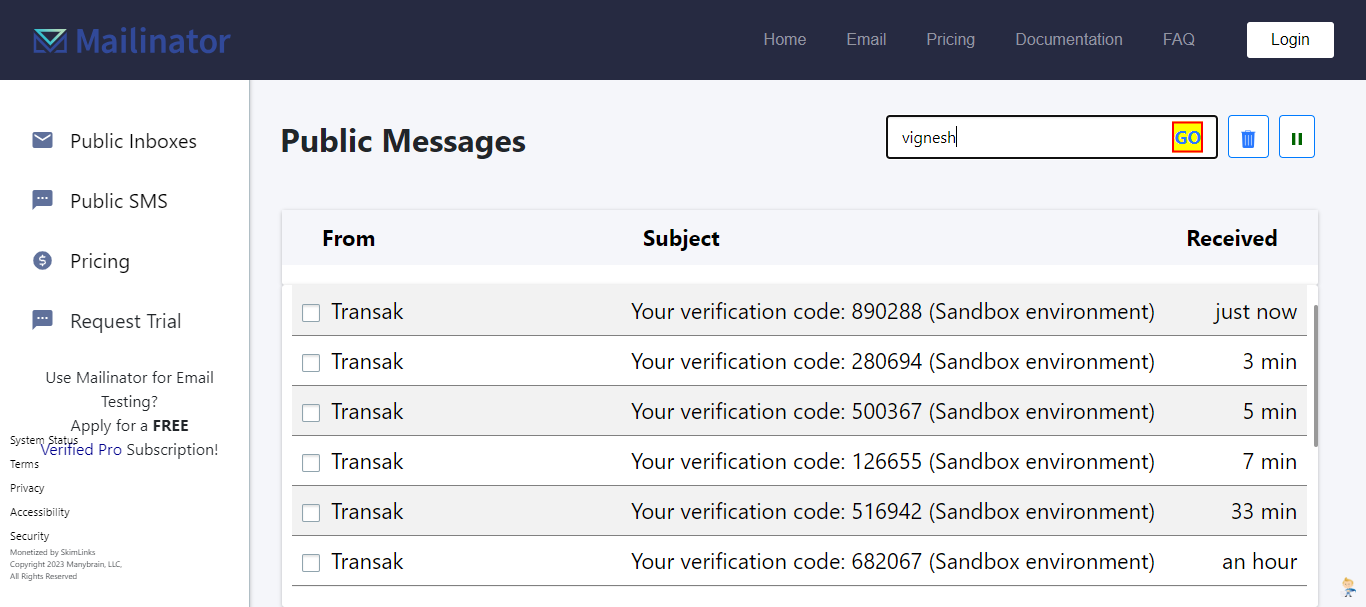 Mailinator
Home Email Pricing Documentation FAQ Login
Public Inboxes
Public SMS
Pricing
Request Trial
Use Mailinator for Email
Testing?
Apply for a FREE
Verified Pro Subscription!
System Status
Terms
Privacy
Accessibility
Security
Monetized by SkimLinks
Copyright 2023 Manybrain, LLC,
All Rights Reserved
Public Messages
vignesh GO
From Subject Received
Transak Your verification code: 890288 (Sandbox environment) just now
Transak Your verification code: 280694 (Sandbox environment) 3 min
Transak Your verification code: 500367 (Sandbox environment) 5 min
Transak Your verification code: 126655 (Sandbox environment) 7 min
Transak Your verification code: 516942 (Sandbox environment) 33 min
Transak Your verification code: 682067 (Sandbox environment) an hour